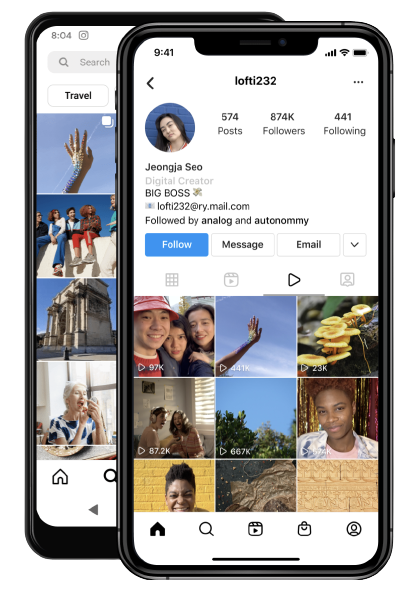 8:04
Search
Travel
9:41
lofti232
574
874K
441
Posts
Followers
Following
Jeongja Seo
Digital Creator
BIG BOSS
lofti232@ry.mail.com
Followed by analog and autonommy
Follow
Message
Email
97K
441K
23K
87.2K
667K